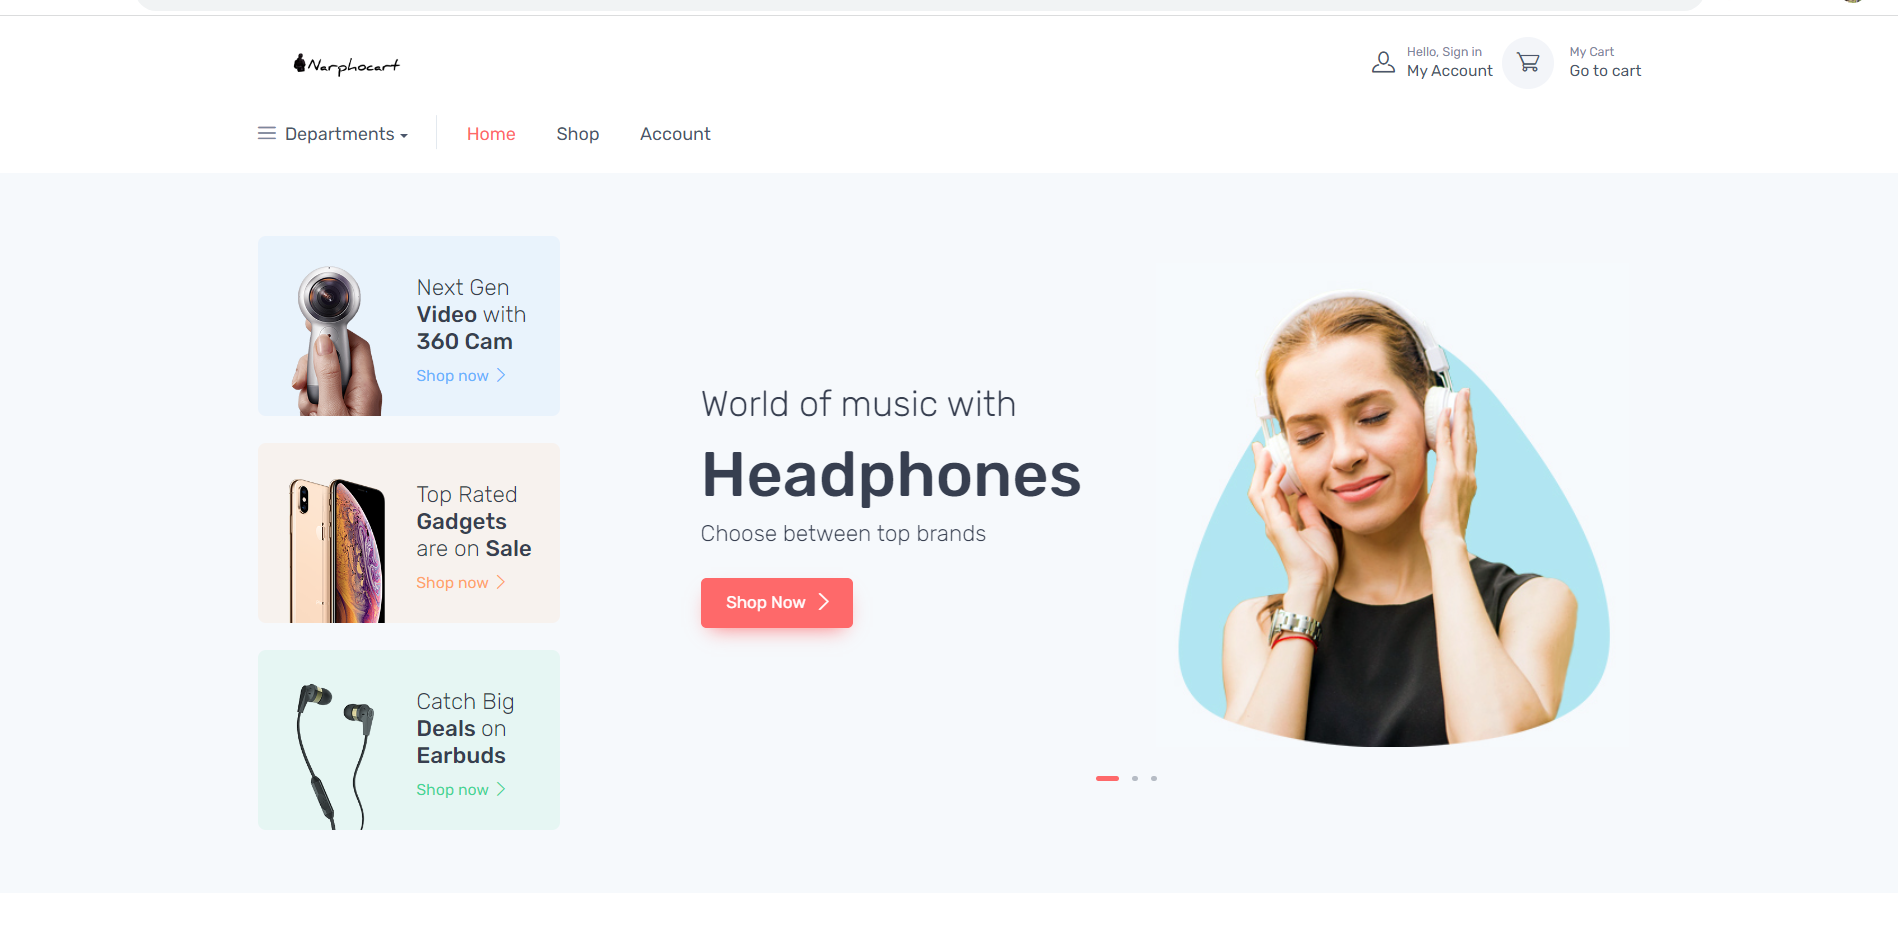 Narphocart
Hello, Sign in
My Account
My Cart
Go to cart
Departments
Home
Shop
Account
Next Gen
Video with
360 Cam
Shop now
Top Rated
Gadgets
are on Sale
Shop now
Catch Big
Deals on
Earbuds
Shop now
World of music with
Headphones
Choose between top brands
Shop Now